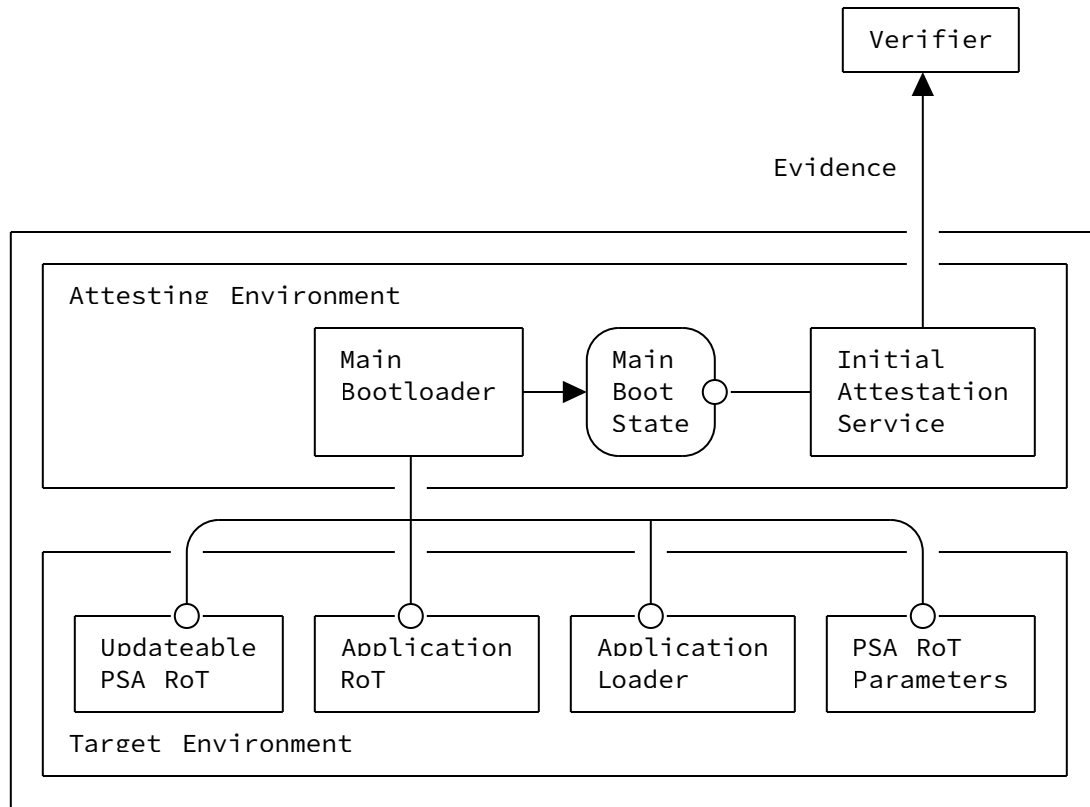 Verifier
Evidence
Attesting Environment
Main
Bootloader
Main
Boot
State
Initial
Attestation
Service
Updateable
PSA RoT
Application
RoT
Application
Loader
PSA RoT
Parameters
Target Environment